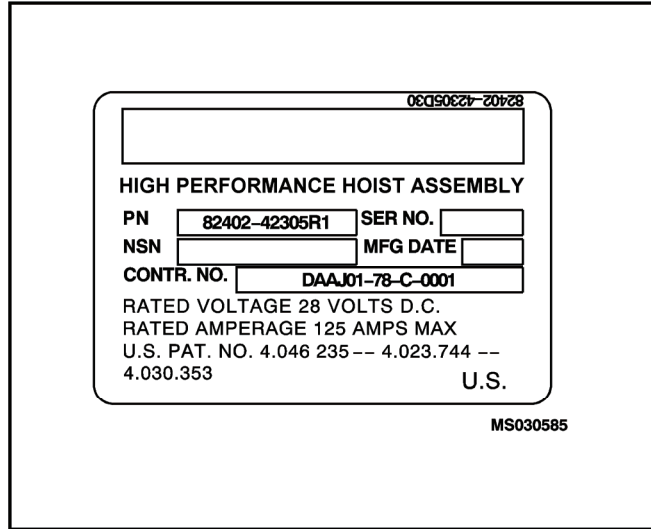 82402-42305D30
HIGH PERFORMANCE HOIST ASSEMBLY
PN 82402-42305R1 SER NO.
NSN MFG DATE
CONTR. NO. DAAJ01-78-C-0001
RATED VOLTAGE 28 VOLTS D.C.
RATED AMPERAGE 125 AMPS MAX
U.S. PAT. NO. 4.046 235-- 4.023.744 --
4.030.353
U.S.
MS030585